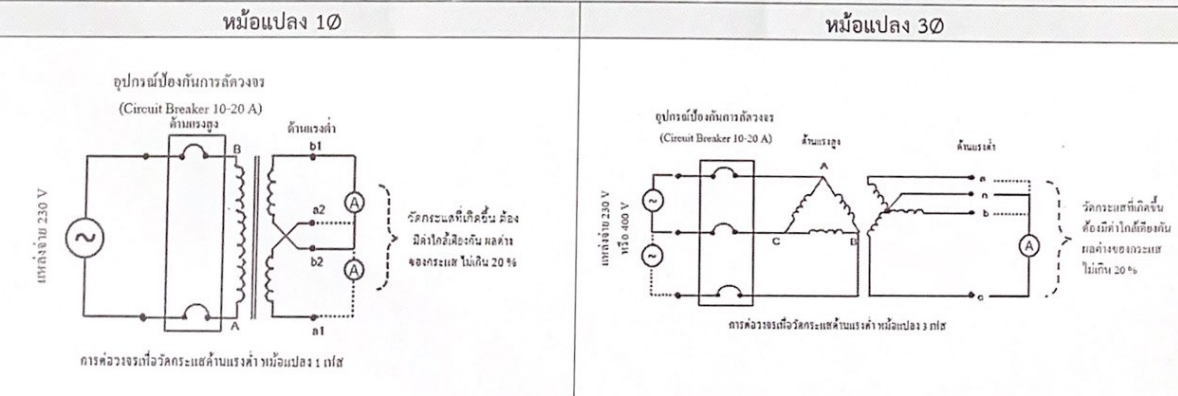 หม้อแปลง 1Ø
อุปกรณ์ป้องกันการลัดวงจร
(Circuit Breaker 10-20 A)
ด้านแรงสูง
ด้านแรงต่ำ
B
b1
A
a2
b2
A
A
a1
แหล่งจ่าย 230 V
วัดกระแสที่เกิดขึ้น ต้อง
มีค่าใกล้เคียงกัน ผลต่าง
ของกระแส ไม่เกิน 20 %
การต่อวงจรเพื่อวัดกระแสด้านแรงต่ำ หม้อแปลง 1 เฟส
หม้อแปลง 3Ø
อุปกรณ์ป้องกันการลัดวงจร
(Circuit Breaker 10-20 A)
ด้านแรงสูง
ด้านแรงต่ำ
A
C
B
a
n
b
A
c
แหล่งจ่าย 230 V
หรือ 400 V
วัดกระแสที่เกิดขึ้น
ต้องมีค่าใกล้เคียงกัน
ผลต่างของกระแส
ไม่เกิน 20 %
การต่อวงจรเพื่อวัดกระแสด้านแรงต่ำ หม้อแปลง 3 เฟส